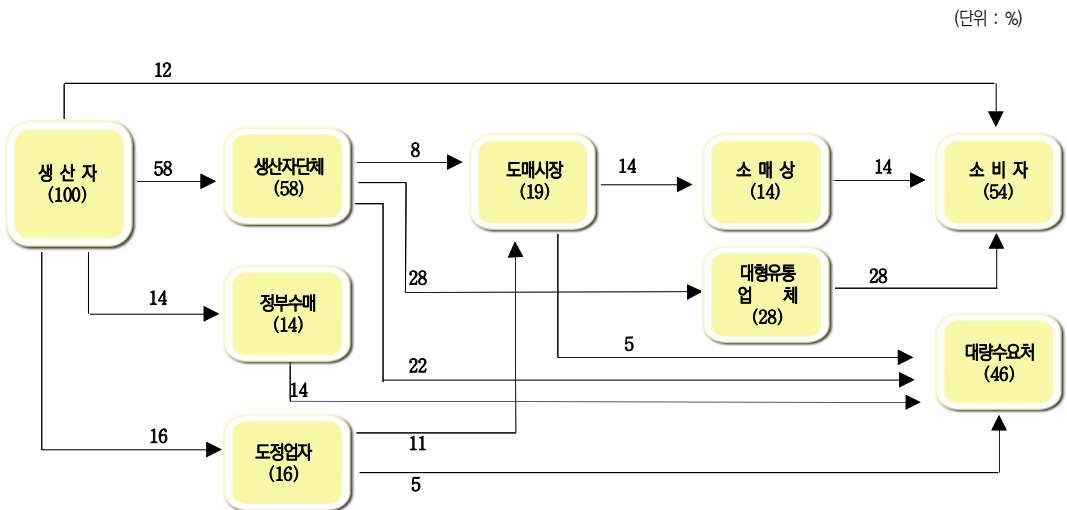 (단위 : %)
12
생 산 자
(100)
58
생산자단체
(58)
8
도매시장
(19)
14
소 매 상
(14)
14
소 비 자
(54)
28
대형유통
업 체
(28)
28
14
정부수매
(14)
5
22
14
대량수요처
(46)
16
도정업자
(16)
11
5